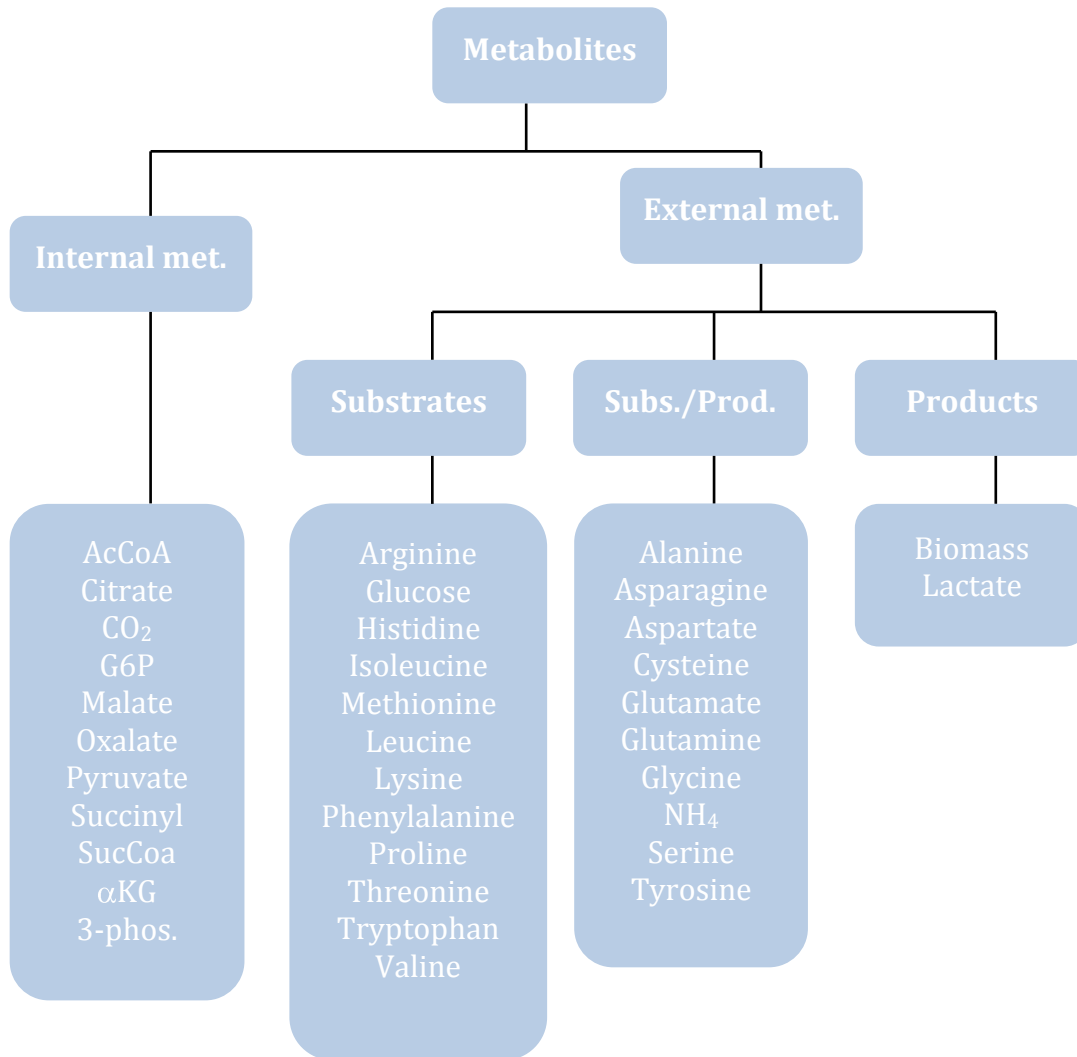 Metabolites
External met.
Internal met.
Substrates
Subs./Prod.
Products
AcCoA
Citrate
CO₂
G6P
Malate
Oxalate
Pyruvate
Succinyl
SucCoa
αKG
3-phos.
Arginine
Glucose
Histidine
Isoleucine
Methionine
Leucine
Lysine
Phenylalanine
Proline
Threonine
Tryptophan
Valine
Alanine
Asparagine
Aspartate
Cysteine
Glutamate
Glutamine
Glycine
NH₄
Serine
Tyrosine
Biomass
Lactate